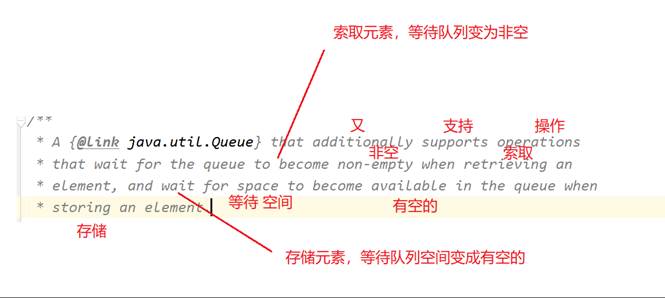 索取元素，等待队列变为非空
/**
又 支持 操作
* A {@link java.util.Queue} that additionally supports operations
非空 索取
* that wait for the queue to become non-empty when retrieving an
* element, and wait for space to become available in the queue when
等待 空间 有空的
* storing an element
存储
存储元素，等待队列空间变成有空的